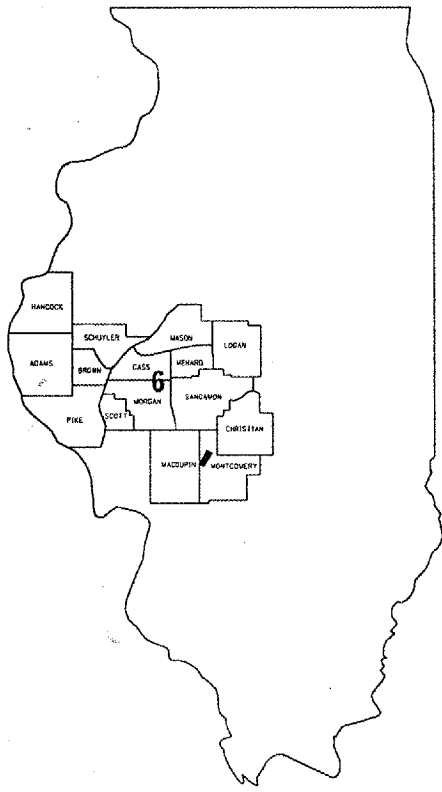 HANCOCK
SCHUYLER
MASON
LOGAN
ADAMS
BROWN
CASS
MENARD
6
SANGAMON
MORGAN
PIKE
SCOTT
CHRISTIAN
MACOUPIN
MONTGOMERY